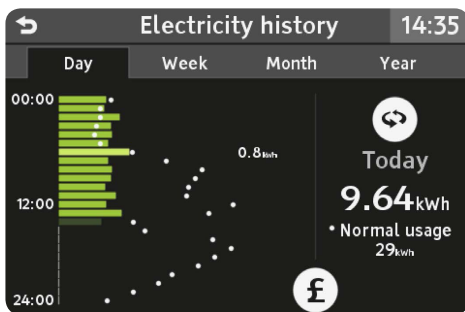 Electricity history
14:35
Day
Week
Month
Year
00:00
0.8kWh
12:00
24:00
Today
9.64kWh
• Normal usage
29kWh
£